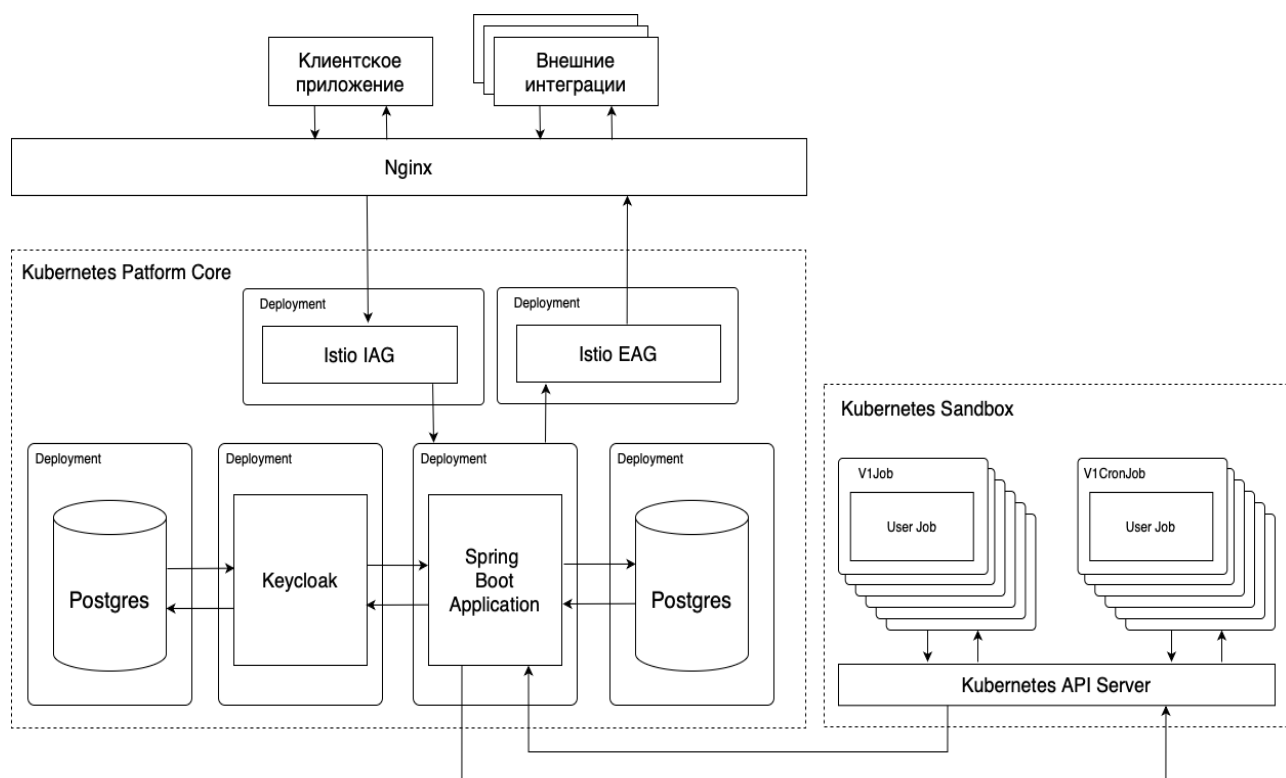 Клиентское
приложение
Внешние
интеграции
Nginx
Kubernetes Patform Core
Deployment
Istio IAG
Deployment
Istio EAG
Kubernetes Sandbox
Deployment
Postgres
Deployment
Keycloak
Deployment
Spring
Boot
Application
Deployment
Postgres
V1Job
User Job
V1CronJob
User Job
Kubernetes API Server